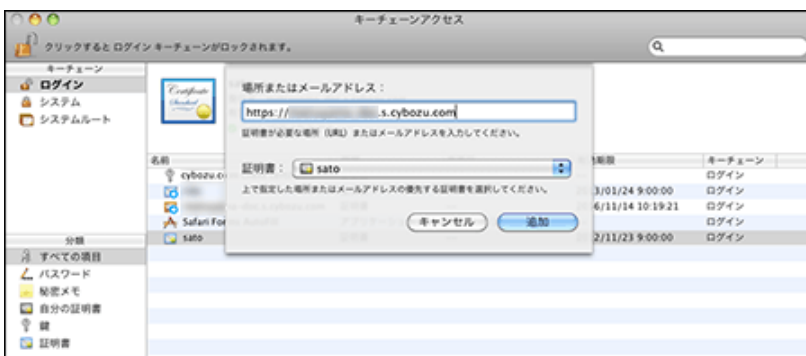 キーチェーンアクセス
クリックすると ログイン キーチェーンがロックされます。
キーチェーン
ログイン
システム
システムルート
Certificate
Standard
場所またはメールアドレス：
https:// .s.cybozu.com
証明書が必要な場所（URL）またはメールアドレスを入力してください。
証明書： sato
上で指定した場所またはメールアドレスの優先する証明書を選択してください。
キャンセル 追加
名前 期限 キーチェーン
cybozu.c ログイン
3/01/24 9:00:00 ログイン
6/11/14 10:19:21 ログイン
Safari For ログイン
sato 2/11/23 9:00:00 ログイン
分類
すべての項目
パスワード
秘密メモ
自分の証明書
鍵
証明書